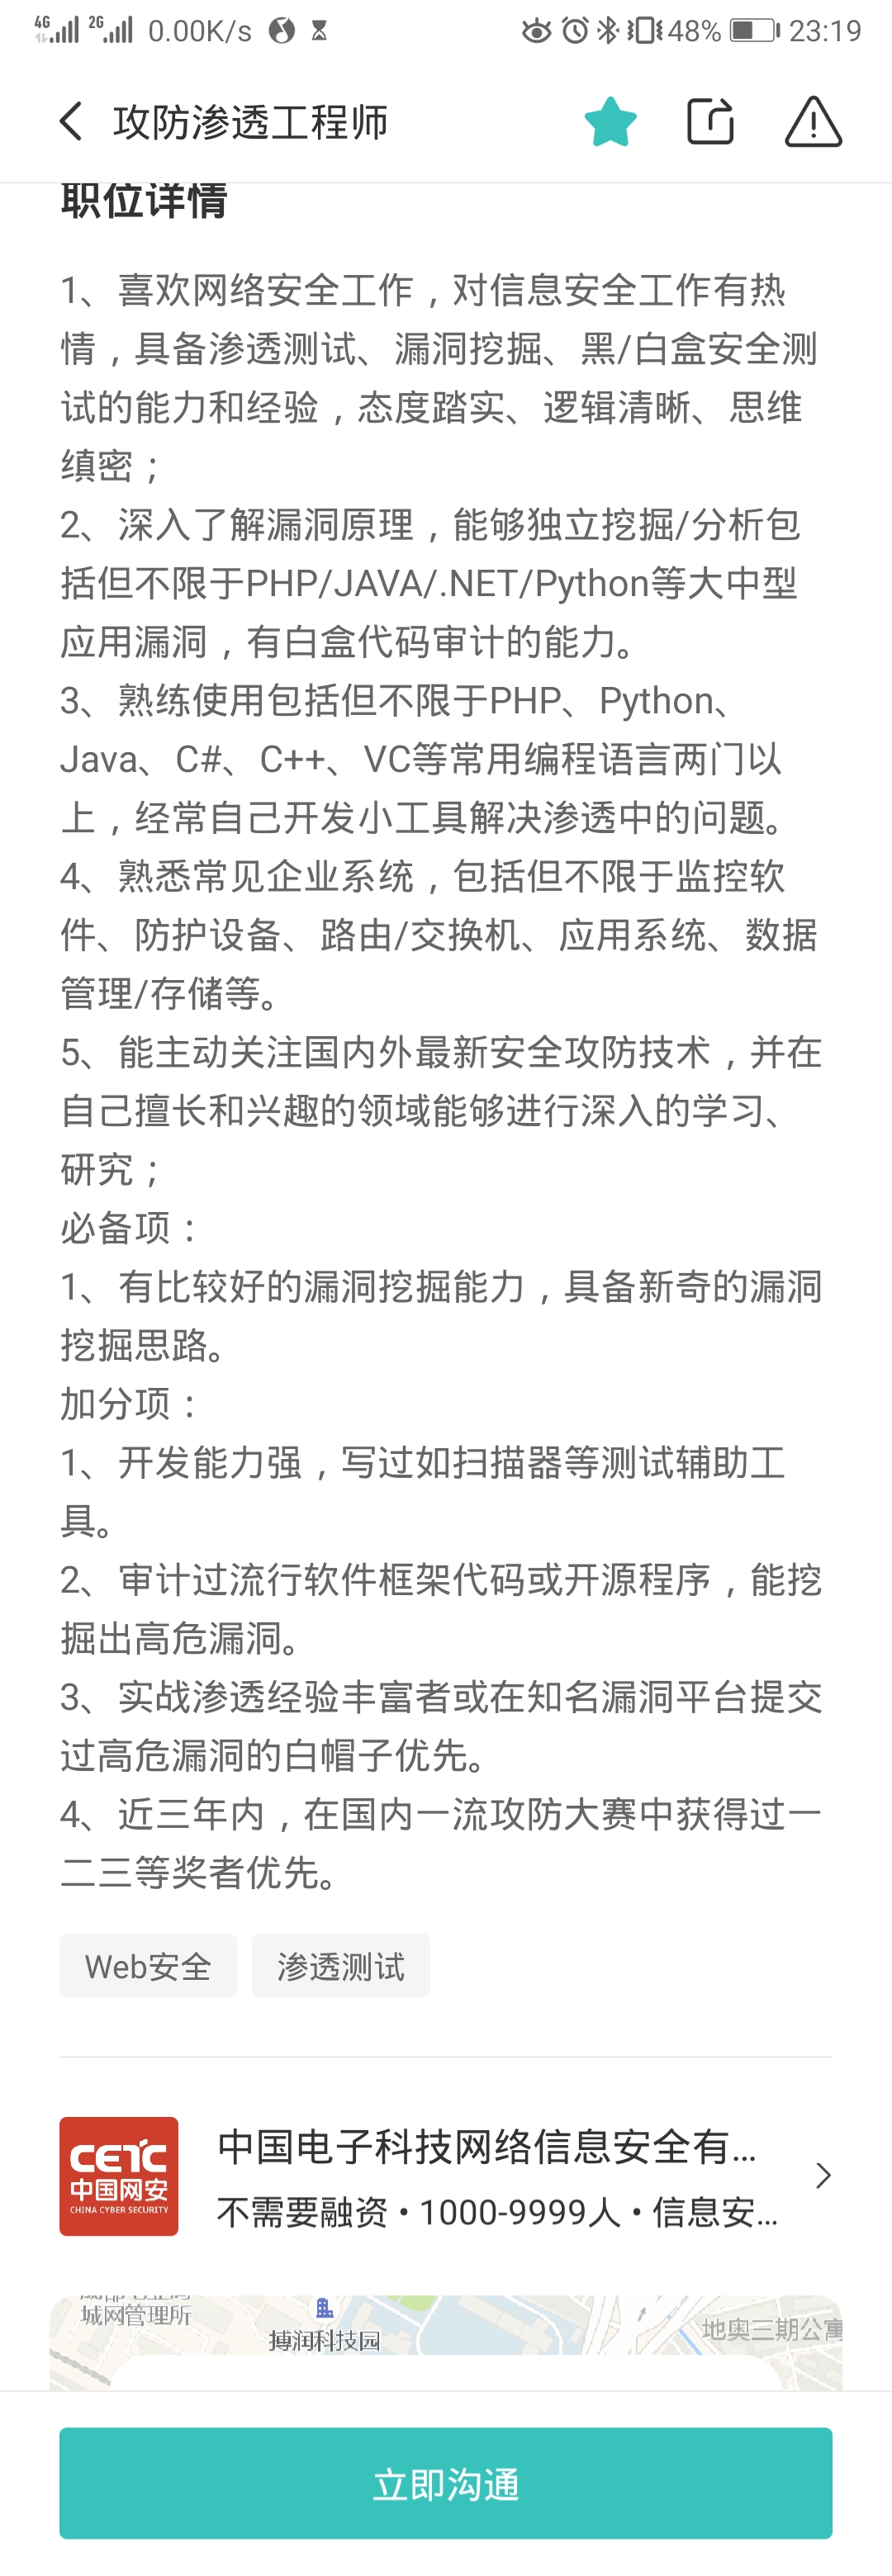 4G 2G 0.00K/s 48% 23:19
攻防渗透工程师
职位详情
1、喜欢网络安全工作，对信息安全工作有热
情，具备渗透测试、漏洞挖掘、黑/白盒安全测
试的能力和经验，态度踏实、逻辑清晰、思维
缜密；
2、深入了解漏洞原理，能够独立挖掘/分析包
括但不限于PHP/JAVA/.NET/Python等大中型
应用漏洞，有白盒代码审计的能力。
3、熟练使用包括但不限于PHP、Python、
Java、C#、C++、VC等常用编程语言两门以
上，经常自己开发小工具解决渗透中的问题。
4、熟悉常见企业系统，包括但不限于监控软
件、防护设备、路由/交换机、应用系统、数据
管理/存储等。
5、能主动关注国内外最新安全攻防技术，并在
自己擅长和兴趣的领域能够进行深入的学习、
研究；
必备项：
1、有比较好的漏洞挖掘能力，具备新奇的漏洞
挖掘思路。
加分项：
1、开发能力强，写过如扫描器等测试辅助工
具。
2、审计过流行软件框架代码或开源程序，能挖
掘出高危漏洞。
3、实战渗透经验丰富者或在知名漏洞平台提交
过高危漏洞的白帽子优先。
4、近三年内，在国内一流攻防大赛中获得过一
二三等奖者优先。
Web安全 渗透测试
CETC
中国网安
CHINA CYBER SECURITY
中国电子科技网络信息安全有...
不需要融资•1000-9999人•信息安...
城网管理所
搏润科技园
地奥三期公寓
立即沟通